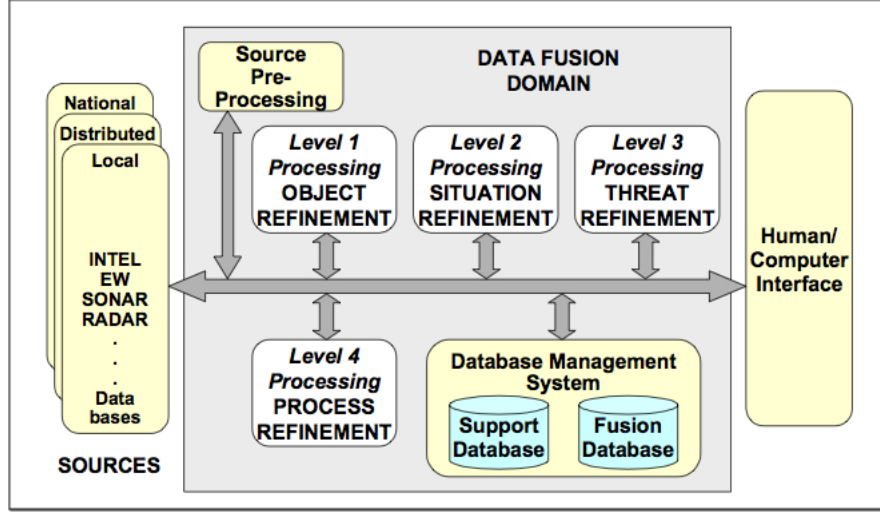 National
Distributed
Local
INTEL
EW
SONAR
RADAR
.
.
.
Data
bases
SOURCES
Source
Pre-
Processing
DATA FUSION
DOMAIN
Level 1
Processing
OBJECT
REFINEMENT
Level 2
Processing
SITUATION
REFINEMENT
Level 3
Processing
THREAT
REFINEMENT
Level 4
Processing
PROCESS
REFINEMENT
Database Management
System
Support
Database
Fusion
Database
Human/
Computer
Interface